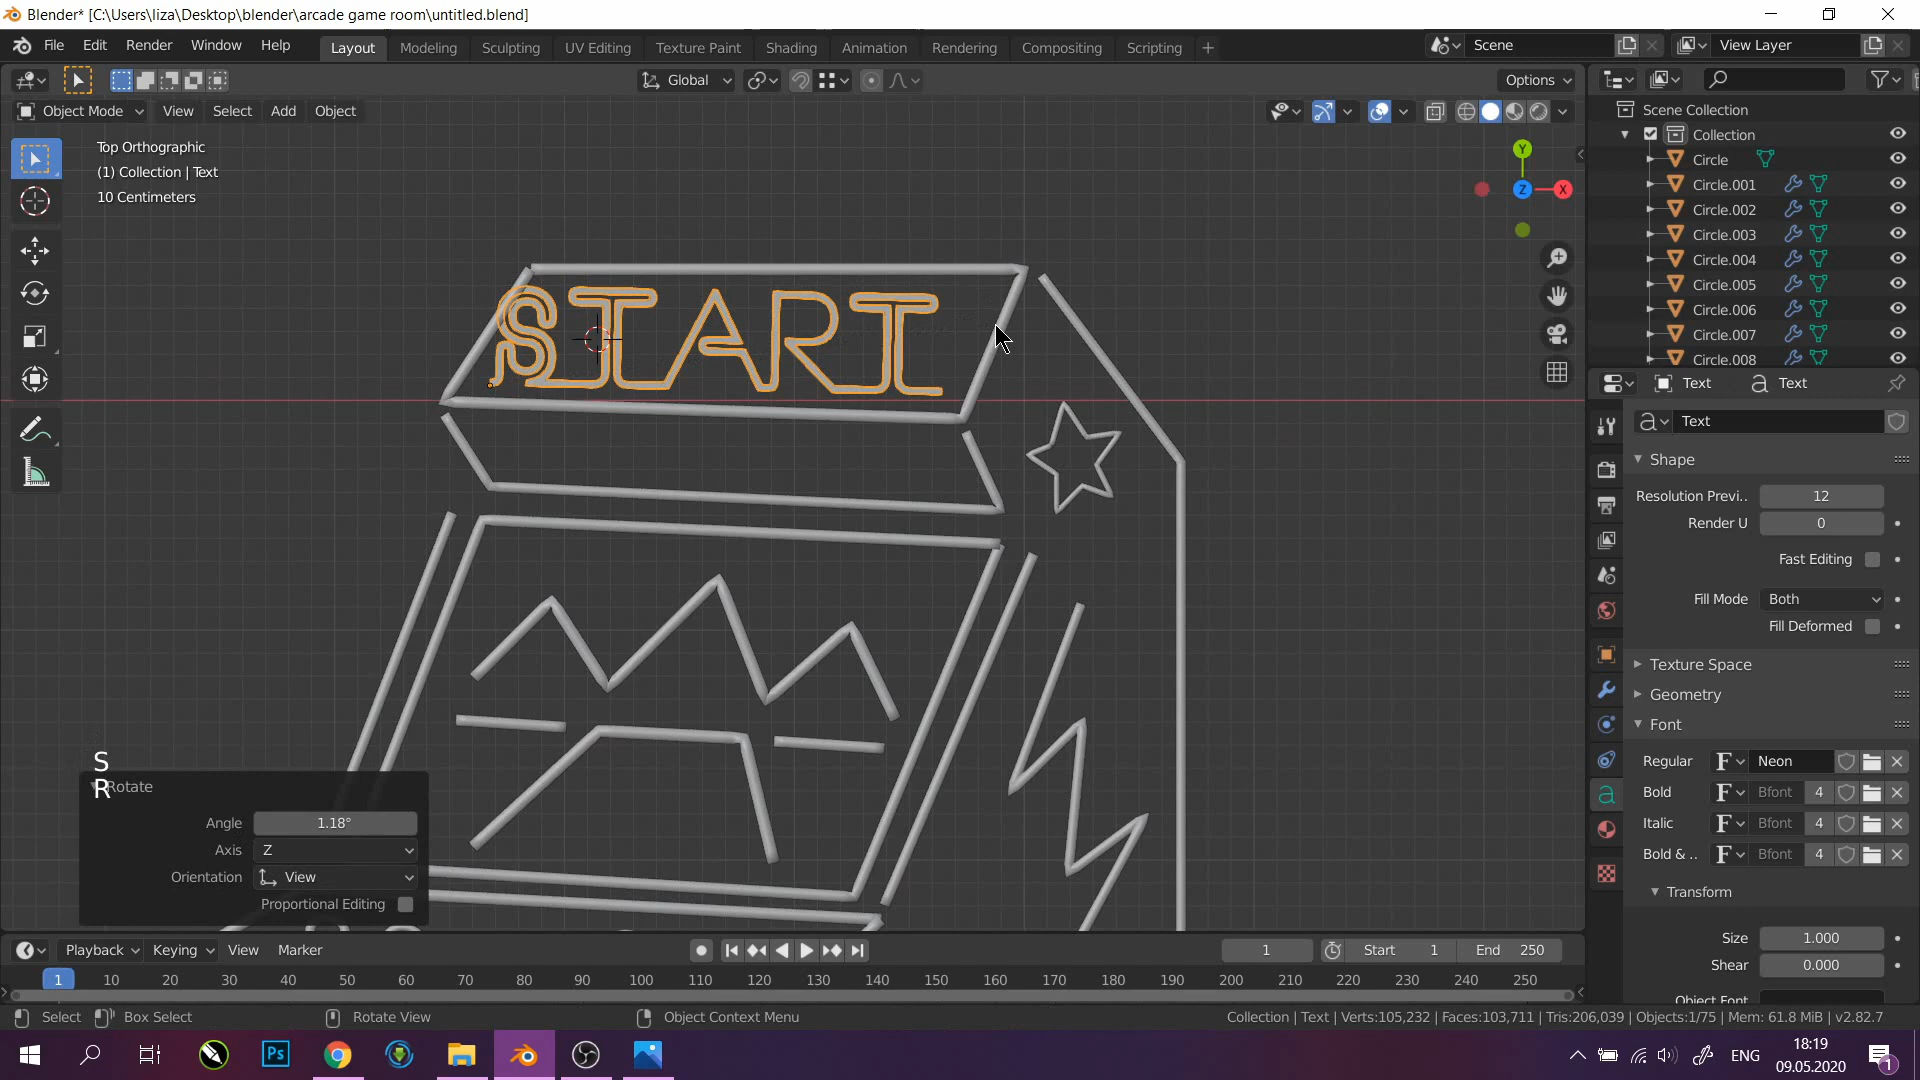 Blender* [C:\Users\liza\Desktop\blender\arcade game room\untitled.blend]
File Edit Render Window Help Layout Modeling Sculpting UV Editing Texture Paint Shading Animation Rendering Compositing Scripting + Scene View Layer
Global Options
Object Mode View Select Add Object
Top Orthographic
(1) Collection | Text
10 Centimeters
Y
Z
X
START
S
R
Rotate
Angle 1.18°
Axis Z
Orientation View
Proportional Editing
Scene Collection
Collection
Circle
Circle.001
Circle.002
Circle.003
Circle.004
Circle.005
Circle.006
Circle.007
Circle.008
Text a Text
a Text
Shape
Resolution Previ.. 12
Render U 0
Fast Editing
Fill Mode Both
Fill Deformed
Texture Space
Geometry
Font
Regular F Neon
Bold F Bfont 4
Italic F Bfont 4
Bold & .. F Bfont 4
Transform
Size 1.000
Shear 0.000
Object Font
Playback Keying View Marker 1 Start 1 End 250
1 10 20 30 40 50 60 70 80 90 100 110 120 130 140 150 160 170 180 190 200 210 220 230 240 250
Select Box Select Rotate View Object Context Menu Collection | Text | Verts:105,232 | Faces:103,711 | Tris:206,039 | Objects:1/75 | Mem: 61.8 MiB | v2.82.7
Ps ENG 18:19
09.05.2020
1